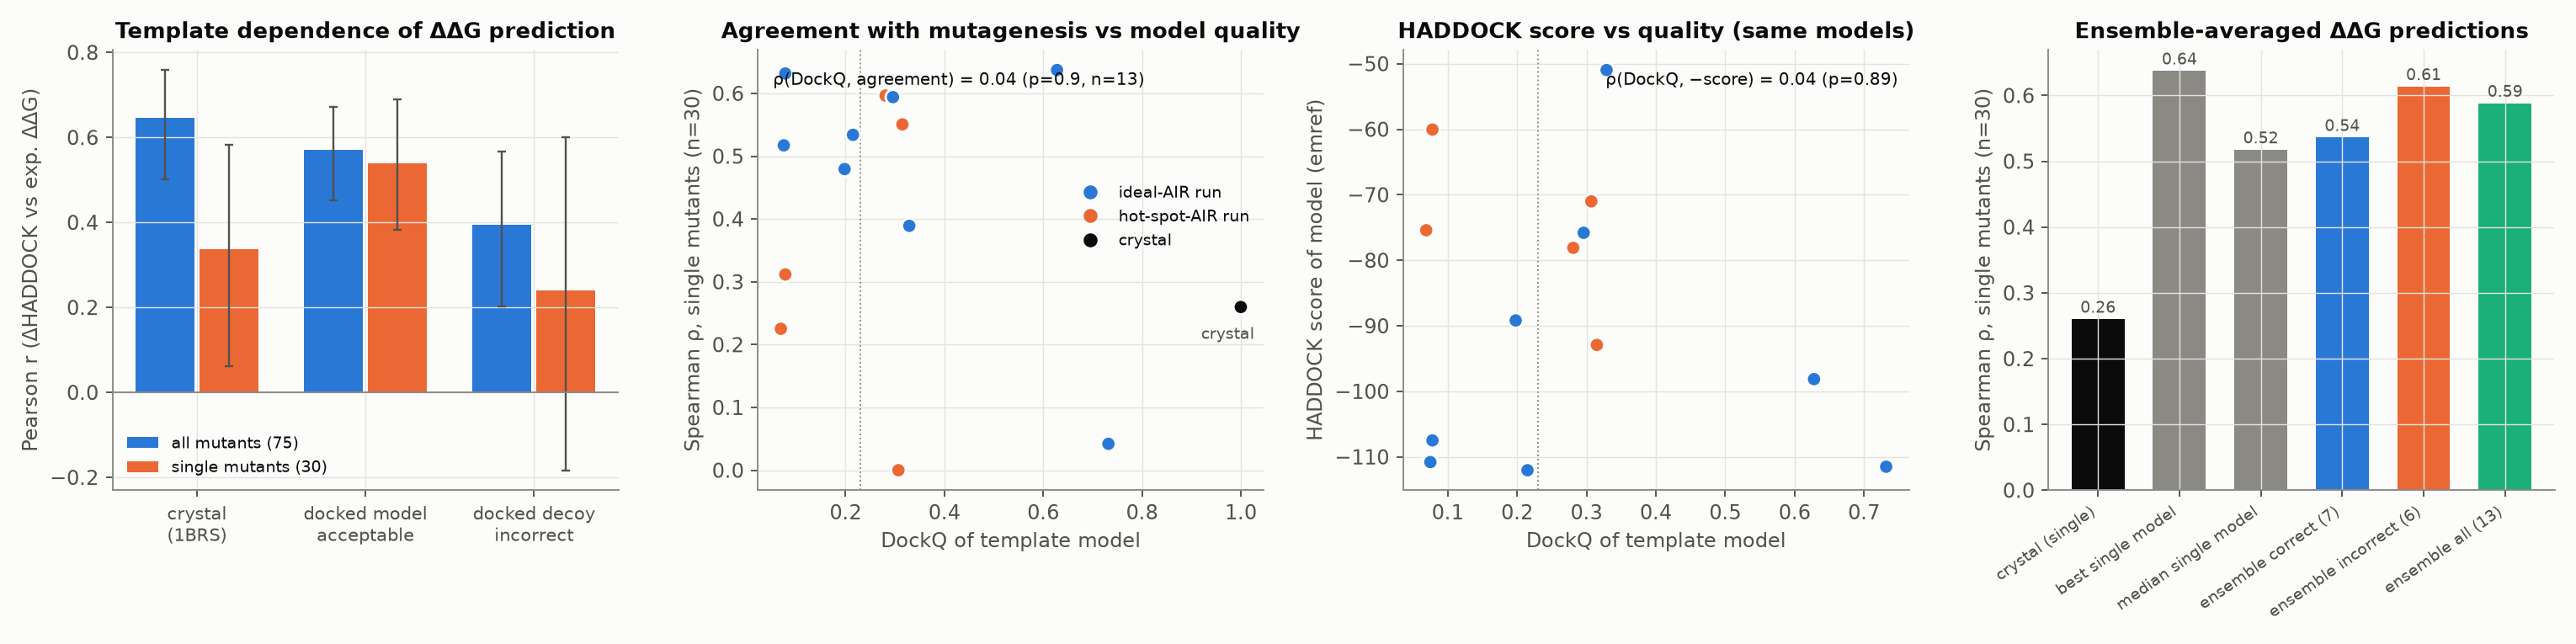 Template dependence of ΔΔG prediction
Pearson r (ΔHADDOCK vs exp. ΔΔG)
0.8
0.6
0.4
0.2
0.0
−0.2
all mutants (75)
single mutants (30)
crystal
(1BRS)
docked model
acceptable
docked decoy
incorrect
Agreement with mutagenesis vs model quality
ρ(DockQ, agreement) = 0.04 (p=0.9, n=13)
Spearman ρ, single mutants (n=30)
0.6
0.5
0.4
0.3
0.2
0.1
0.0
ideal-AIR run
hot-spot-AIR run
crystal
crystal
0.2
0.4
0.6
0.8
1.0
DockQ of template model
HADDOCK score vs quality (same models)
ρ(DockQ, −score) = 0.04 (p=0.89)
HADDOCK score of model (emref)
−50
−60
−70
−80
−90
−100
−110
0.1
0.2
0.3
0.4
0.5
0.6
0.7
DockQ of template model
Ensemble-averaged ΔΔG predictions
Spearman ρ, single mutants (n=30)
0.6
0.5
0.4
0.3
0.2
0.1
0.0
0.26
0.64
0.52
0.54
0.61
0.59
crystal (single)
best single model
median single model
ensemble correct (7)
ensemble incorrect (6)
ensemble all (13)